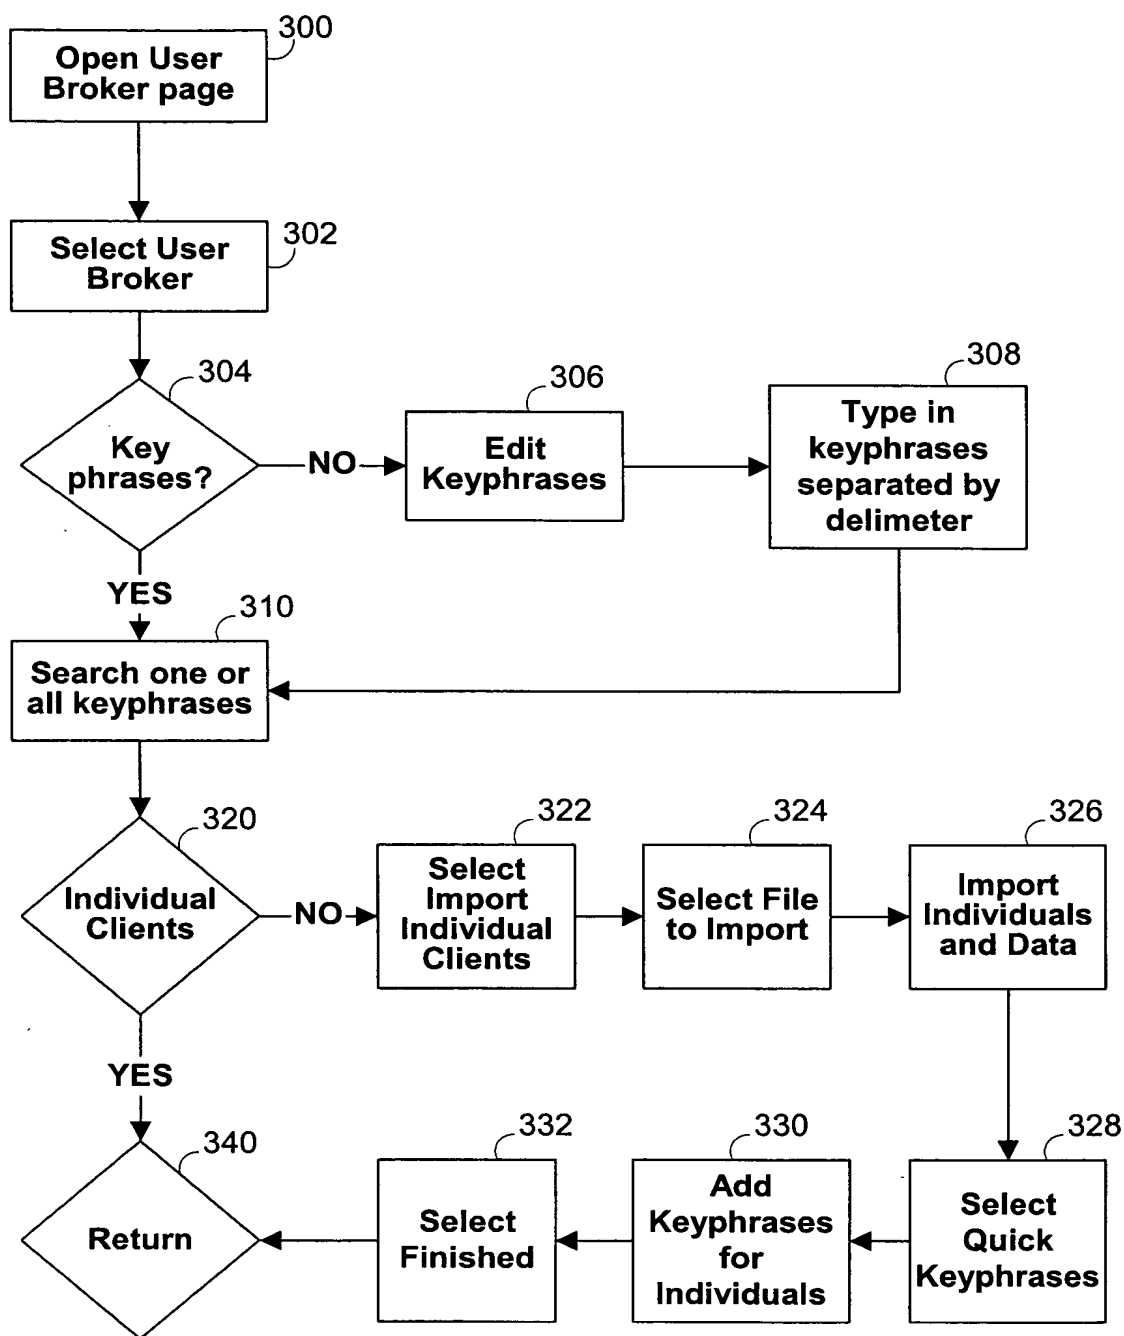 300
Open User
Broker page
302
Select User
Broker
304
Key
phrases?
NO
306
Edit
Keyphrases
308
Type in
keyphrases
separated by
delimeter
YES
310
Search one or
all keyphrases
320
Individual
Clients
NO
322
Select
Import
Individual
Clients
324
Select File
to Import
326
Import
Individuals
and Data
YES
328
Select
Quick
Keyphrases
330
Add
Keyphrases
for
Individuals
332
Select
Finished
340
Return